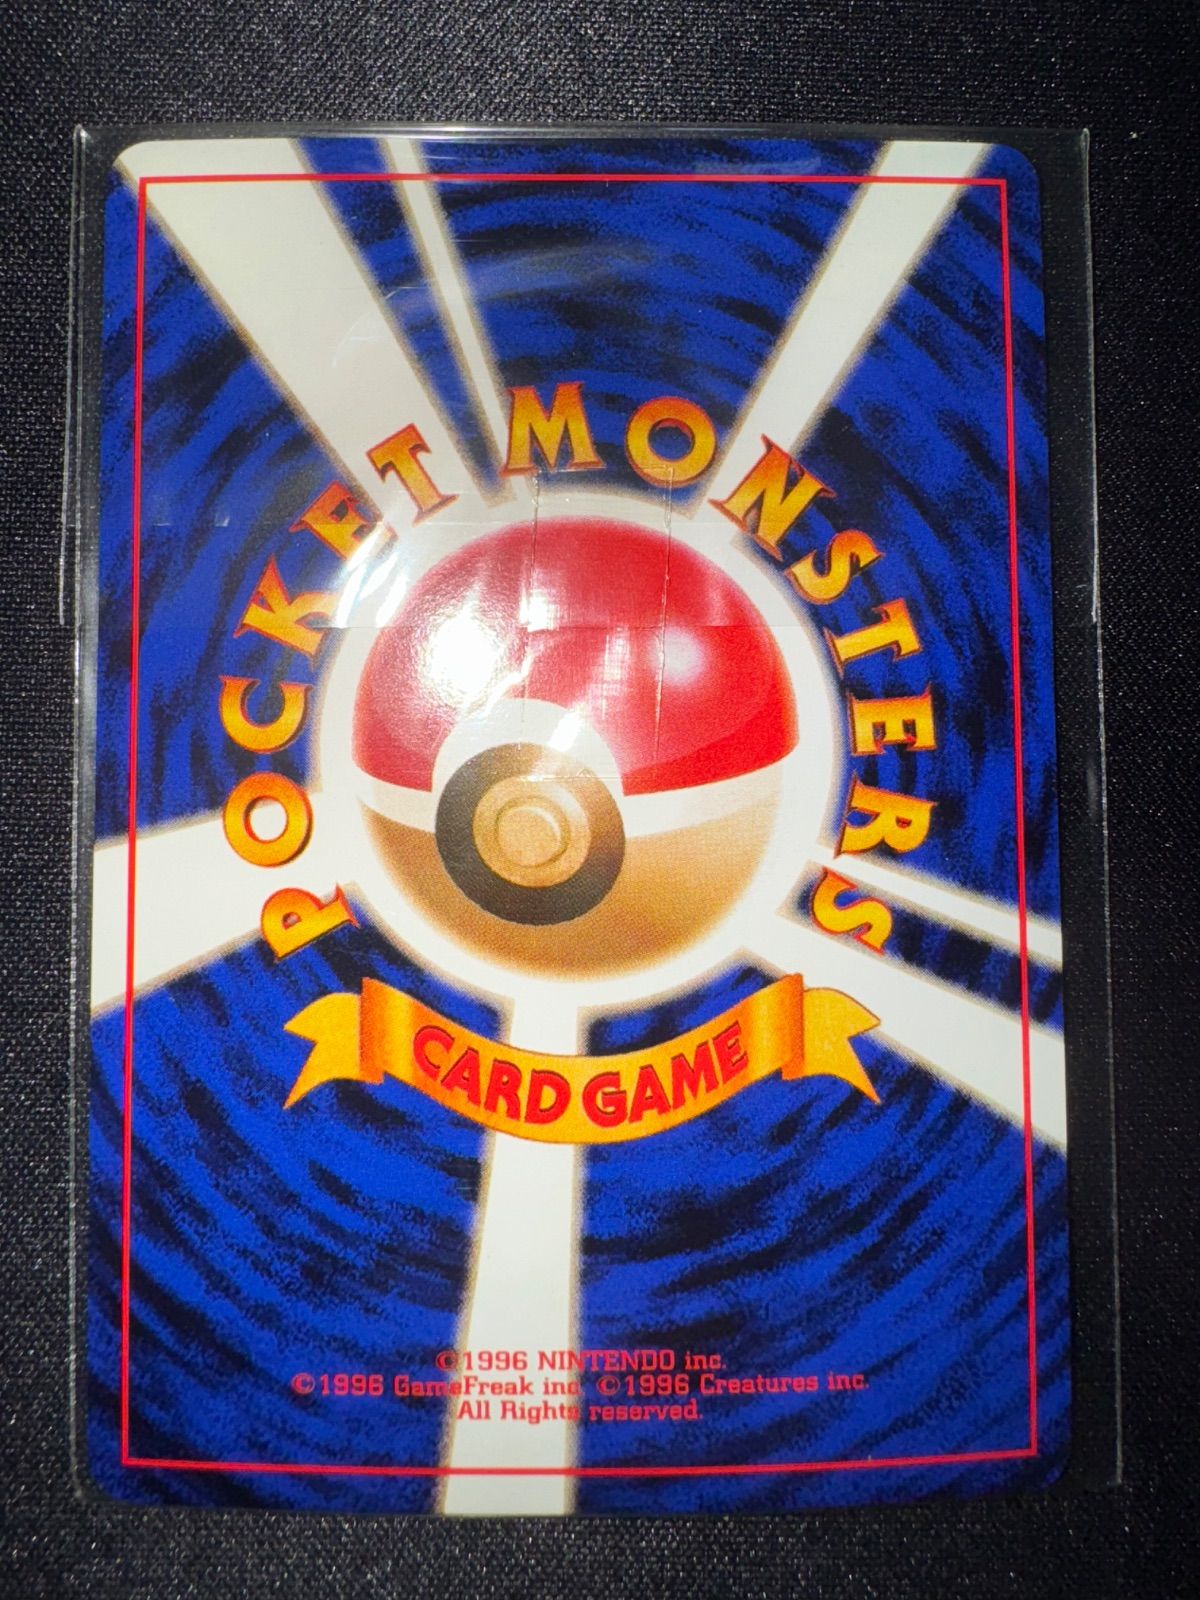 POCKET MONSTERS
CARD GAME
©1996 NINTENDO inc.
©1996 GameFreak inc. ©1996 Creatures inc.
All Rights reserved.